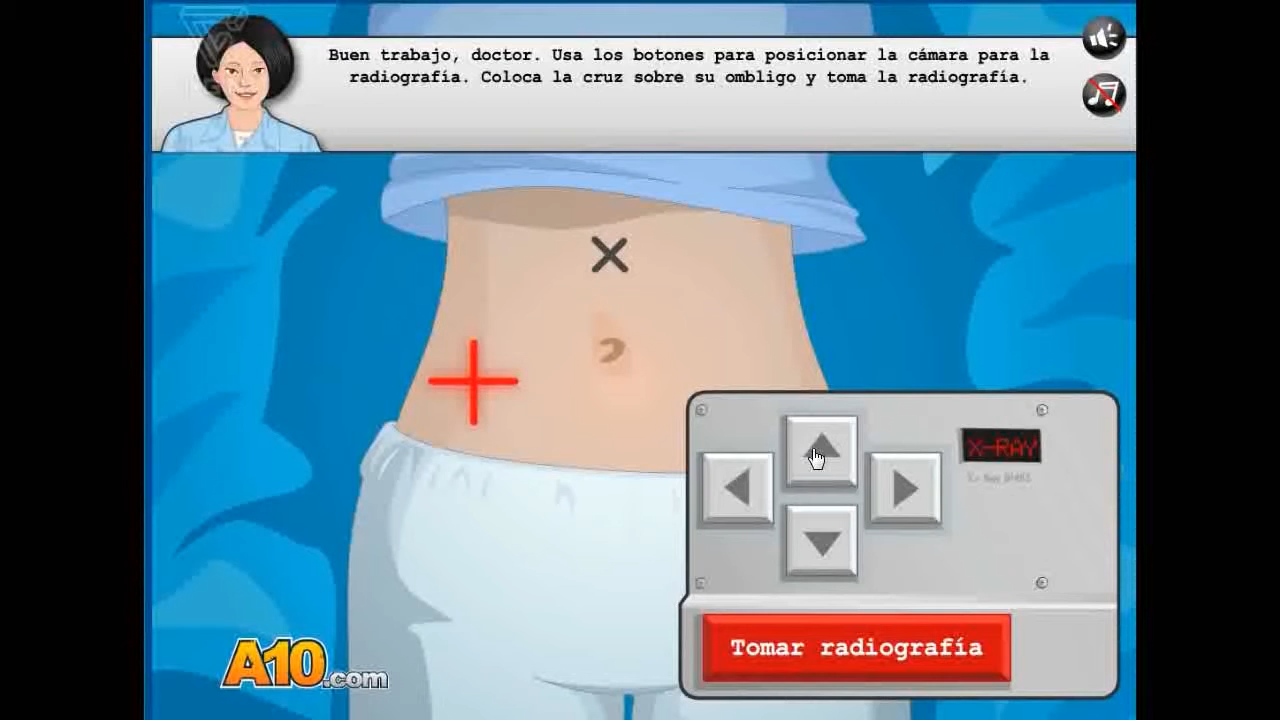 Buen trabajo, doctor. Usa los botones para posicionar la cámara para la
radiografía. Coloca la cruz sobre su ombligo y toma la radiografía.
X-RAY
Tomar radiografía
A10.com